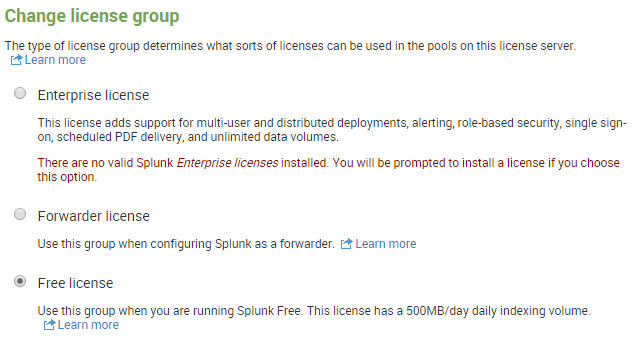 Change license group
The type of license group determines what sorts of licenses can be used in the pools on this license server.
Learn more
Enterprise license
This license adds support for multi-user and distributed deployments, alerting, role-based security, single sign-
on, scheduled PDF delivery, and unlimited data volumes.
There are no valid Splunk Enterprise licenses installed. You will be prompted to install a license if you choose
this option.
Forwarder license
Use this group when configuring Splunk as a forwarder. Learn more
Free license
Use this group when you are running Splunk Free. This license has a 500MB/day daily indexing volume.
Learn more